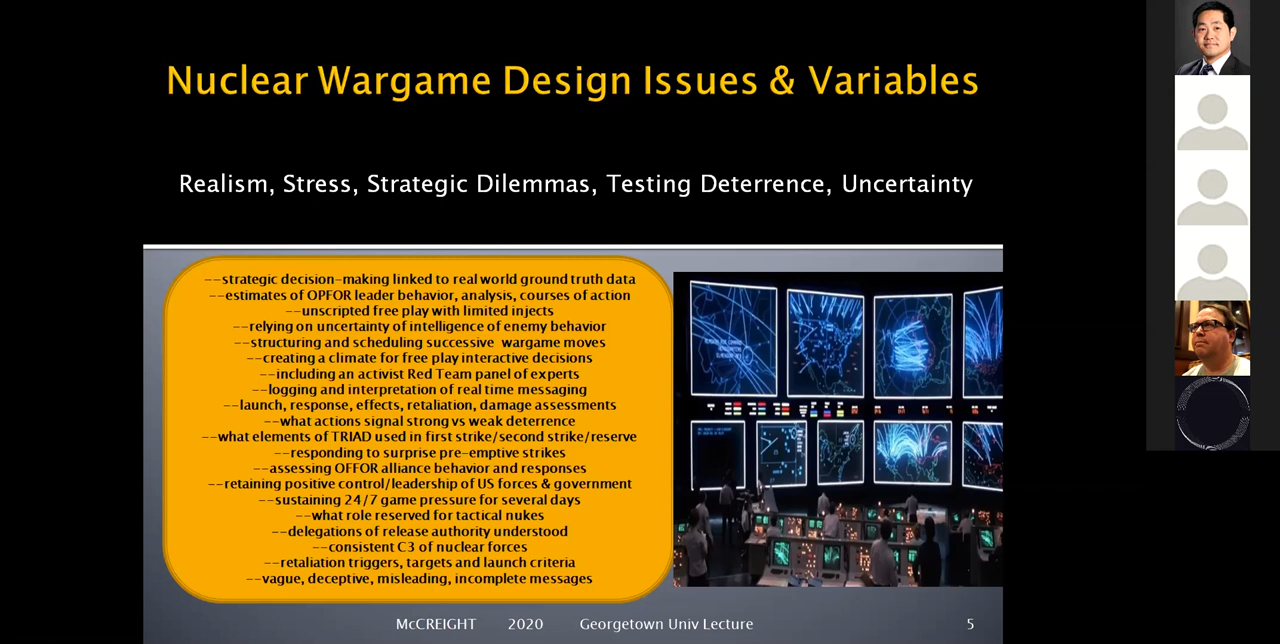 Nuclear Wargame Design Issues & Variables
Realism, Stress, Strategic Dilemmas, Testing Deterrence, Uncertainty
--strategic decision-making linked to real world ground truth data
--estimates of OPFOR leader behavior, analysis, courses of action
--unscripted free play with limited injects
--relying on uncertainty of intelligence of enemy behavior
--structuring and scheduling successive wargame moves
--creating a climate for free play interactive decisions
--including an activist Red Team panel of experts
--logging and interpretation of real time messaging
--launch, response, effects, retaliation, damage assessments
--what actions signal strong vs weak deterrence
--what elements of TRIAD used in first strike/second strike/reserve
--responding to surprise pre-emptive strikes
--assessing OFFOR alliance behavior and responses
--retaining positive control/leadership of US forces & government
--sustaining 24/7 game pressure for several days
--what role reserved for tactical nukes
--delegations of release authority understood
--consistent C3 of nuclear forces
--retaliation triggers, targets and launch criteria
--vague, deceptive, misleading, incomplete messages
McCREIGHT 2020 Georgetown Univ Lecture 5